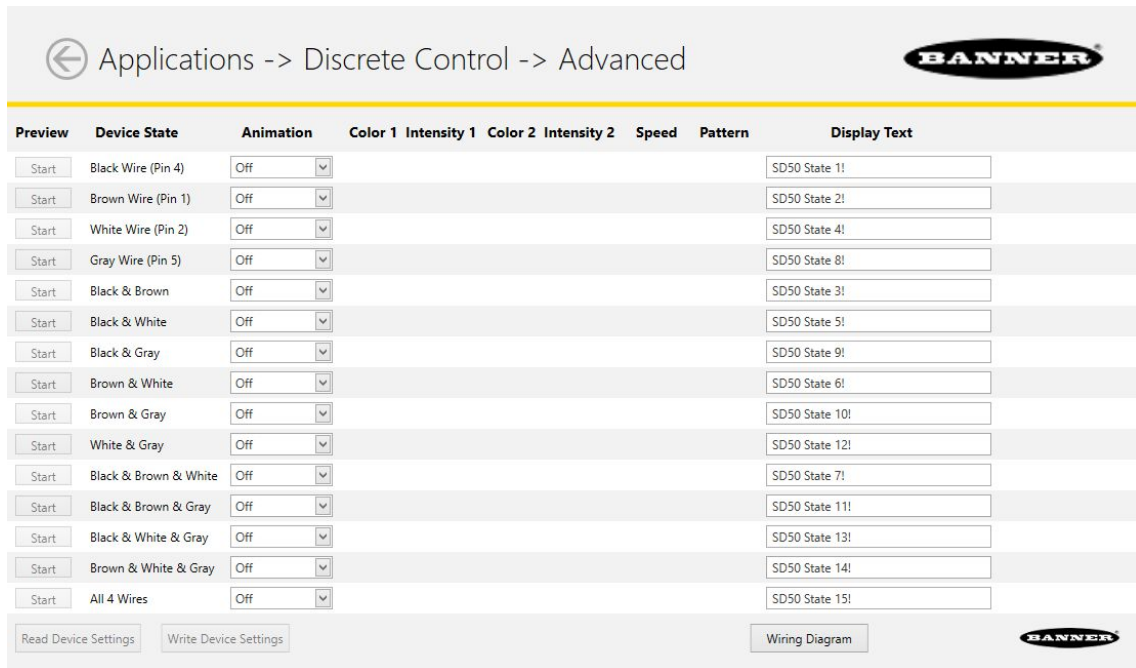 Applications -> Discrete Control -> Advanced
BANNER
Preview Device State Animation Color 1 Intensity 1 Color 2 Intensity 2 Speed Pattern Display Text
Start Black Wire (Pin 4) Off SD50 State 1!
Start Brown Wire (Pin 1) Off SD50 State 2!
Start White Wire (Pin 2) Off SD50 State 4!
Start Gray Wire (Pin 5) Off SD50 State 8!
Start Black & Brown Off SD50 State 3!
Start Black & White Off SD50 State 5!
Start Black & Gray Off SD50 State 9!
Start Brown & White Off SD50 State 6!
Start Brown & Gray Off SD50 State 10!
Start White & Gray Off SD50 State 12!
Start Black & Brown & White Off SD50 State 7!
Start Black & Brown & Gray Off SD50 State 11!
Start Black & White & Gray Off SD50 State 13!
Start Brown & White & Gray Off SD50 State 14!
Start All 4 Wires Off SD50 State 15!
Read Device Settings Write Device Settings Wiring Diagram BANNER